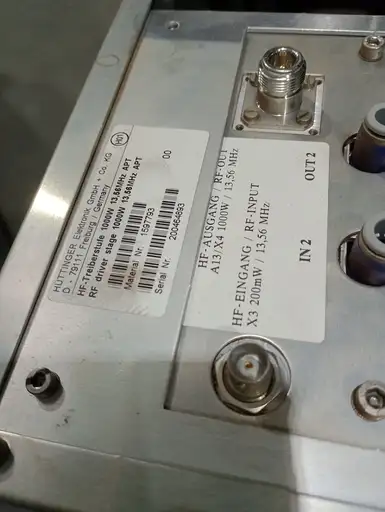 HÜTTINGER Elektronik GmbH + Co. KG
D - 79111 Freiburg / Germany
HF-Treiberstufe 1000W 13,56MHz APT
RF driver stage 1000W 13,56MHz APT
Material Nr. 1597793 00
Serial Nr. 200464693
HF-AUSGANG / RF-OUT
A13/X4 1000W / 13,56 MHz
HF-EINGANG / RF-INPUT
X3 200mW / 13,56 MHz
OUT 2
IN 2